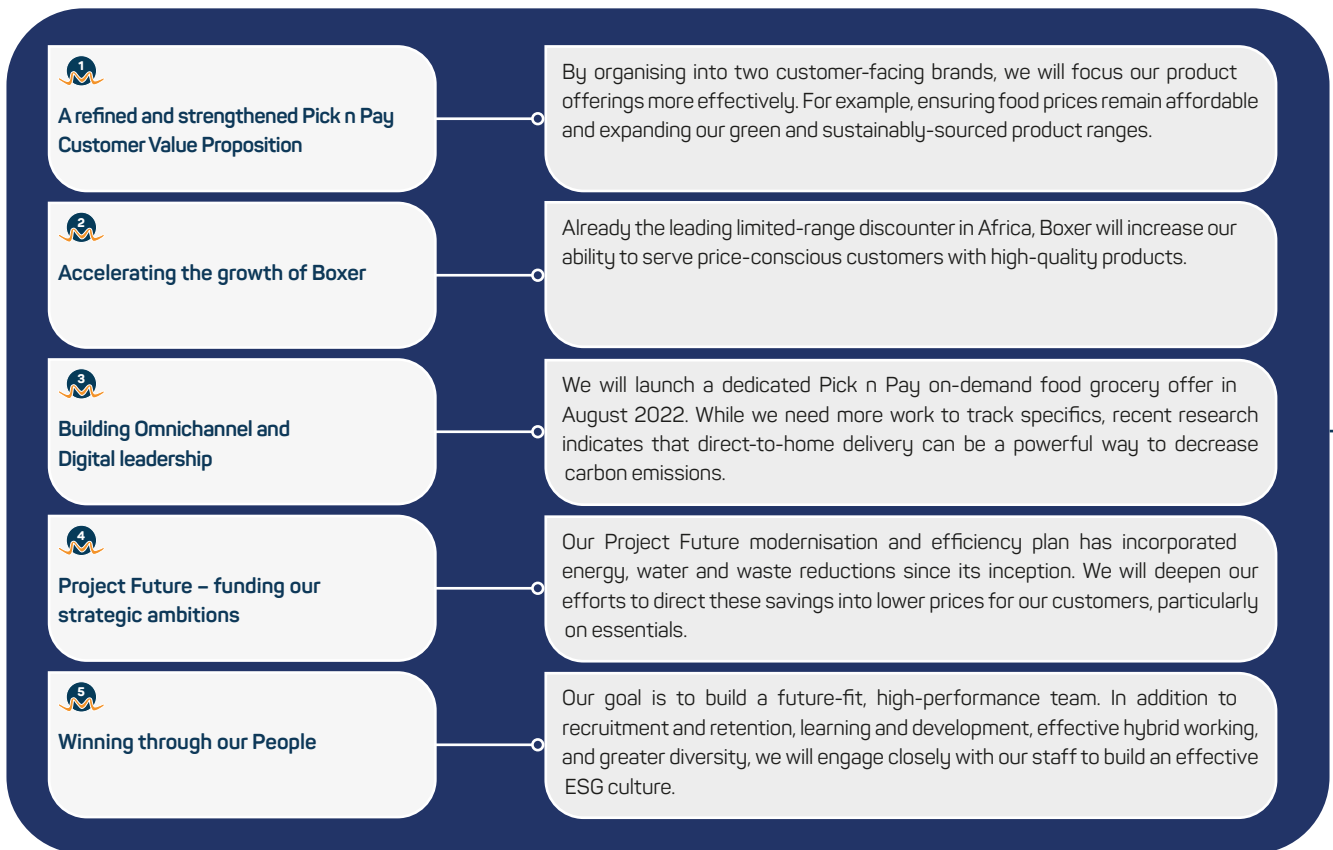 1
A refined and strengthened Pick n Pay
Customer Value Proposition
By organising into two customer-facing brands, we will focus our product
offerings more effectively. For example, ensuring food prices remain affordable
and expanding our green and sustainably-sourced product ranges.
2
Accelerating the growth of Boxer
Already the leading limited-range discounter in Africa, Boxer will increase our
ability to serve price-conscious customers with high-quality products.
3
Building Omnichannel and
Digital leadership
We will launch a dedicated Pick n Pay on-demand food grocery offer in
August 2022. While we need more work to track specifics, recent research
indicates that direct-to-home delivery can be a powerful way to decrease
carbon emissions.
4
Project Future – funding our
strategic ambitions
Our Project Future modernisation and efficiency plan has incorporated
energy, water and waste reductions since its inception. We will deepen our
efforts to direct these savings into lower prices for our customers, particularly
on essentials.
5
Winning through our People
Our goal is to build a future-fit, high-performance team. In addition to
recruitment and retention, learning and development, effective hybrid working,
and greater diversity, we will engage closely with our staff to build an effective
ESG culture.